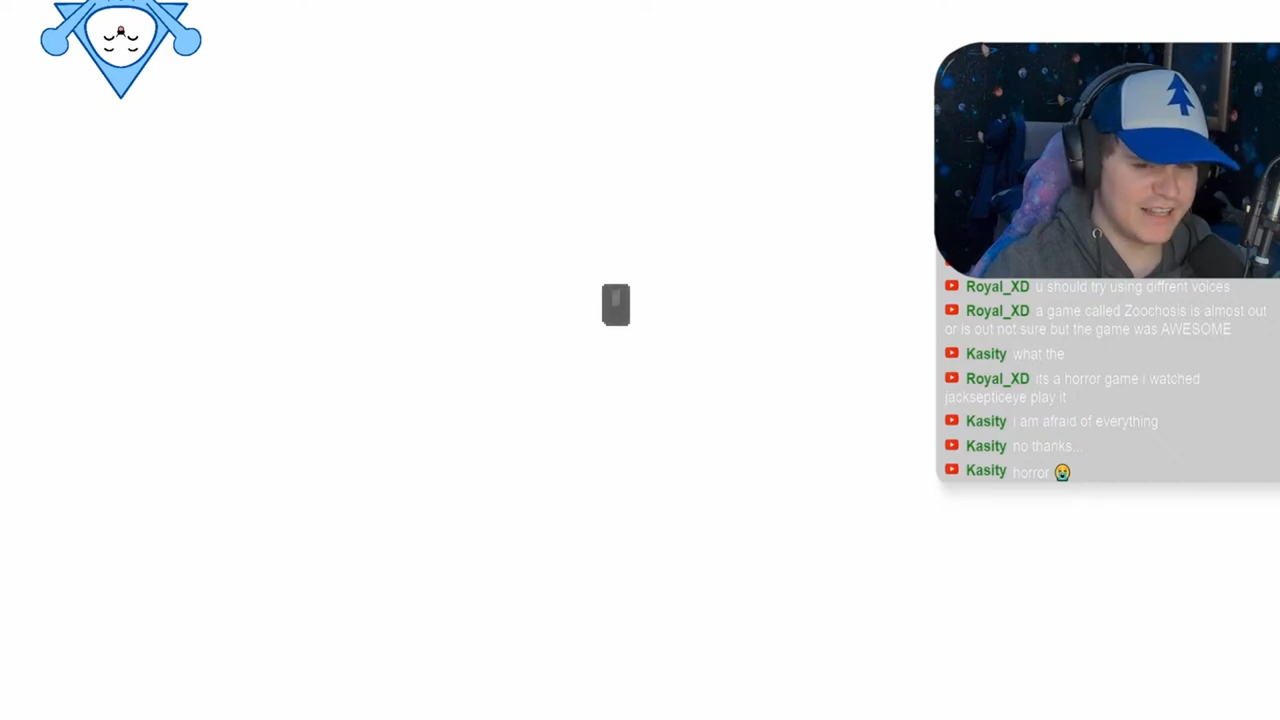 Royal_XD u should try using diffrent voices
Royal_XD a game called Zoochosis is almost out
or is out not sure but the game was AWESOME
Kasity what the
Royal_XD its a horror game i watched
jacksepticeye play it
Kasity i am afraid of everything
Kasity no thanks...
Kasity horror 😭